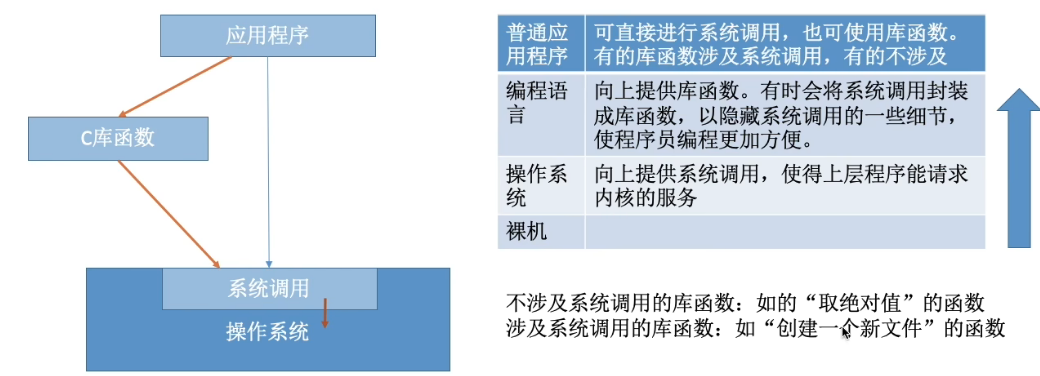 应用程序
C库函数
系统调用
操作系统
普通应
用程序
可直接进行系统调用，也可使用库函数。
有的库函数涉及系统调用，有的不涉及
编程语
言
向上提供库函数。有时会将系统调用封装
成库函数，以隐藏系统调用的一些细节，
使程序员编程更加方便。
操作系
统
向上提供系统调用，使得上层程序能请求
内核的服务
裸机
不涉及系统调用的库函数：如的“取绝对值”的函数
涉及系统调用的库函数：如“创建一个新文件”的函数